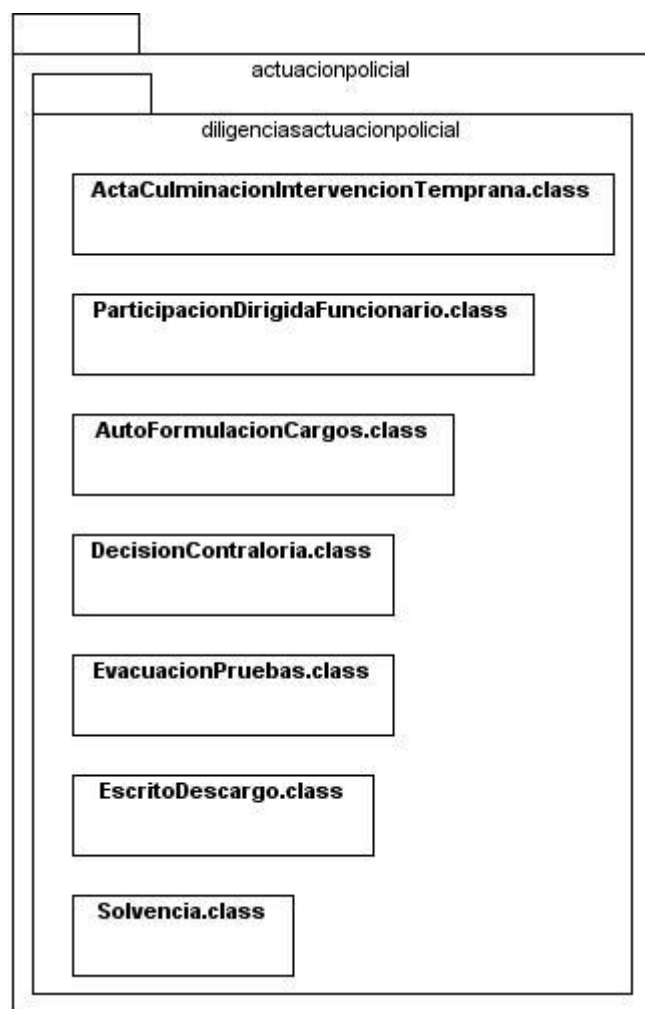 actuacionpolicial
diligenciasactuacionpolicial
ActaCulminacionIntervencionTemprana.class
ParticipacionDirigidaFuncionario.class
AutoFormulacionCargos.class
DecisionContraloria.class
EvacuacionPruebas.class
EscritoDescargo.class
Solvencia.class